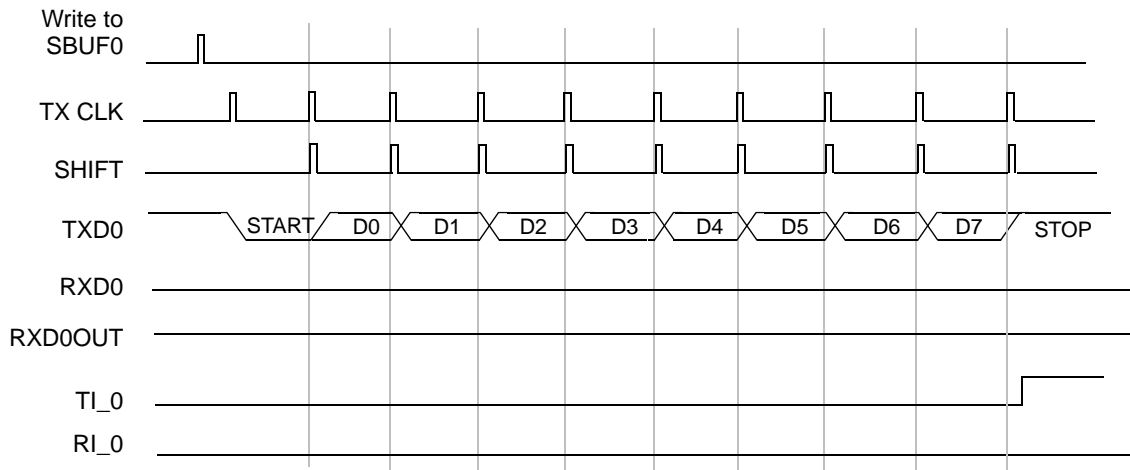 Write to
SBUF0
TX CLK
SHIFT
TXD0 START D0 D1 D2 D3 D4 D5 D6 D7 STOP
RXD0
RXD0OUT
TI_0
RI_0